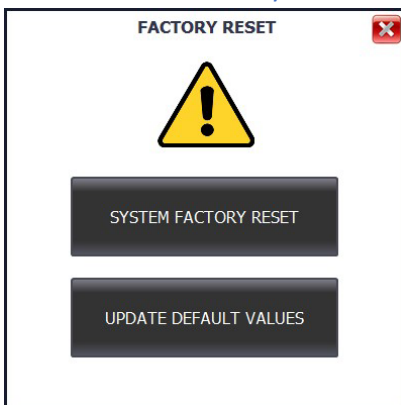 FACTORY RESET
SYSTEM FACTORY RESET
UPDATE DEFAULT VALUES